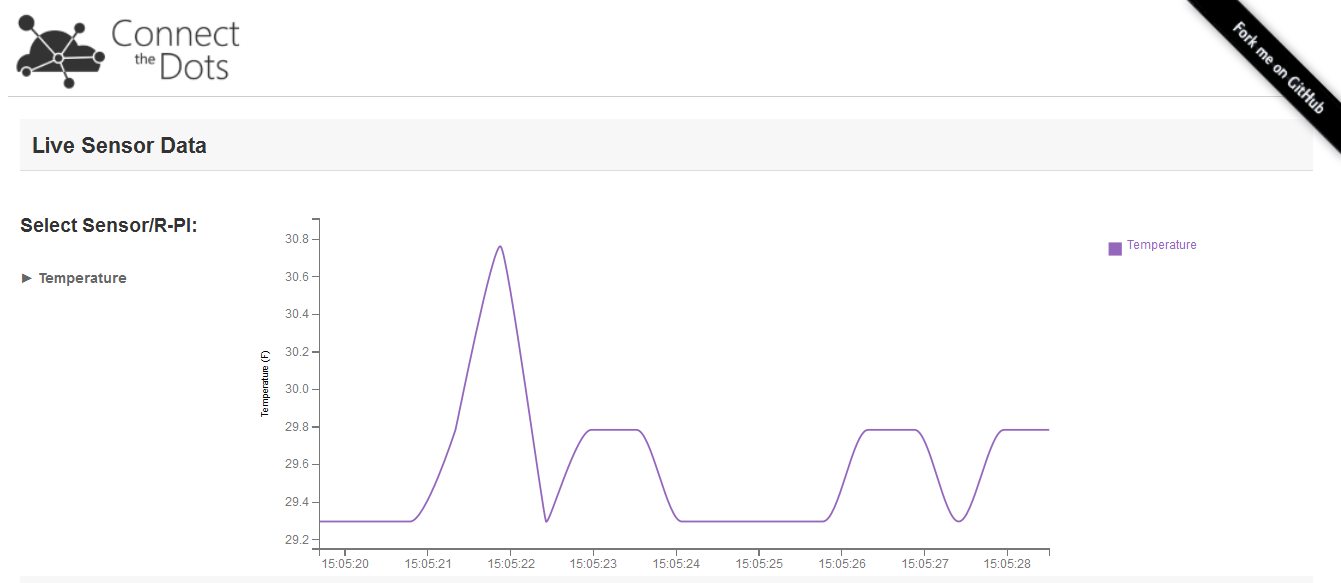 Connect
the Dots
Fork me on GitHub
Live Sensor Data
Select Sensor/R-PI:
► Temperature
Temperature (F)
30.8
30.6
30.4
30.2
30.0
29.8
29.6
29.4
29.2
15:05:20 15:05:21 15:05:22 15:05:23 15:05:24 15:05:25 15:05:26 15:05:27 15:05:28
Temperature